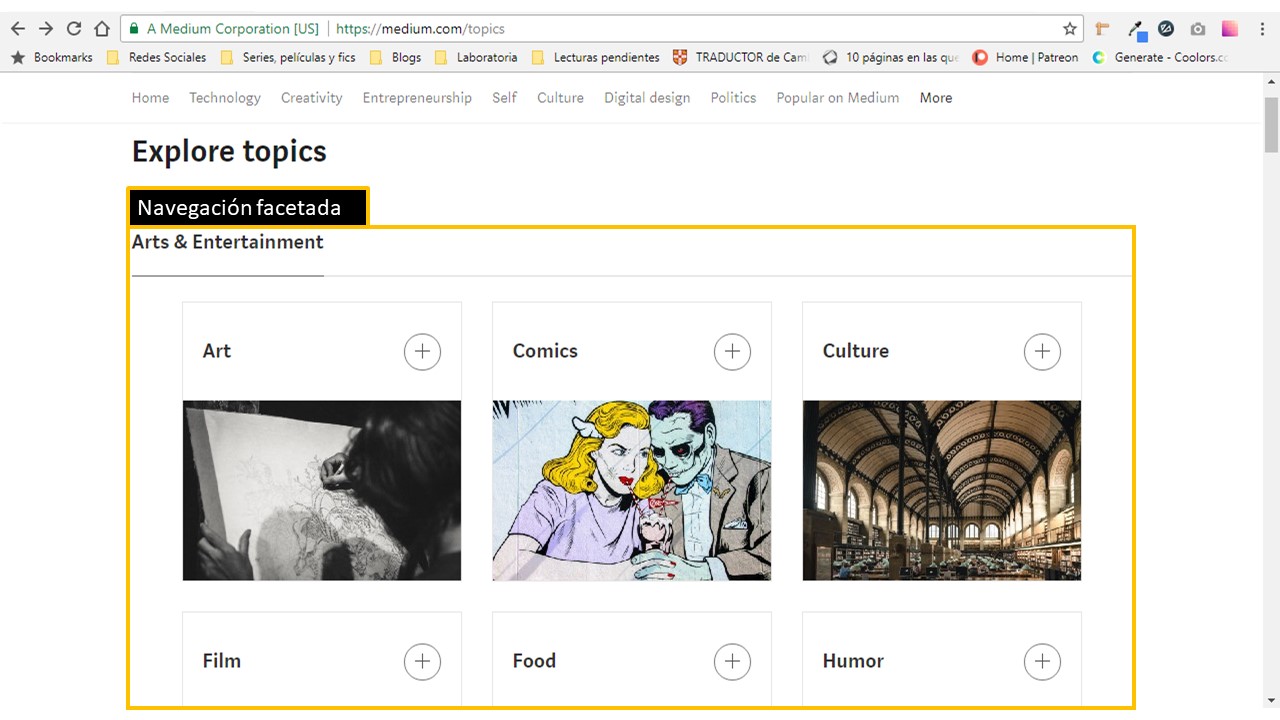 A Medium Corporation [US] https://medium.com/topics
Bookmarks Redes Sociales Series, películas y fics Blogs Laboratoria Lecturas pendientes TRADUCTOR de Cam 10 páginas en las que Home | Patreon Generate - Coolors.co
Home Technology Creativity Entrepreneurship Self Culture Digital design Politics Popular on Medium More
Explore topics
Navegación facetada
Arts & Entertainment
Art Comics Culture
Film Food Humor